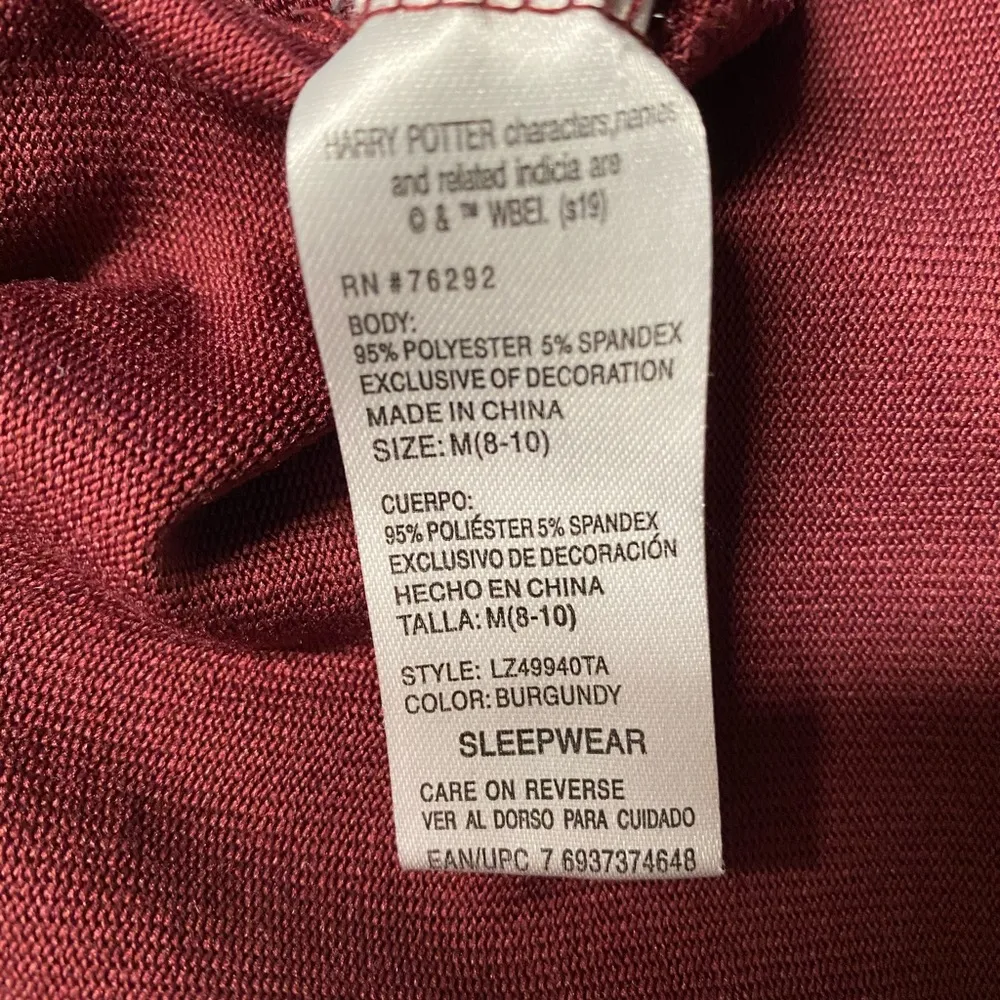 HARRY POTTER characters, names
and related indicia are
© & ™ WBEI. (s19)
RN #76292
BODY:
95% POLYESTER 5% SPANDEX
EXCLUSIVE OF DECORATION
MADE IN CHINA
SIZE: M(8-10)
CUERPO:
95% POLIÉSTER 5% SPANDEX
EXCLUSIVO DE DECORACIÓN
HECHO EN CHINA
TALLA: M(8-10)
STYLE: LZ49940TA
COLOR: BURGUNDY
SLEEPWEAR
CARE ON REVERSE
VER AL DORSO PARA CUIDADO
EAN/UPC 7 6937374648